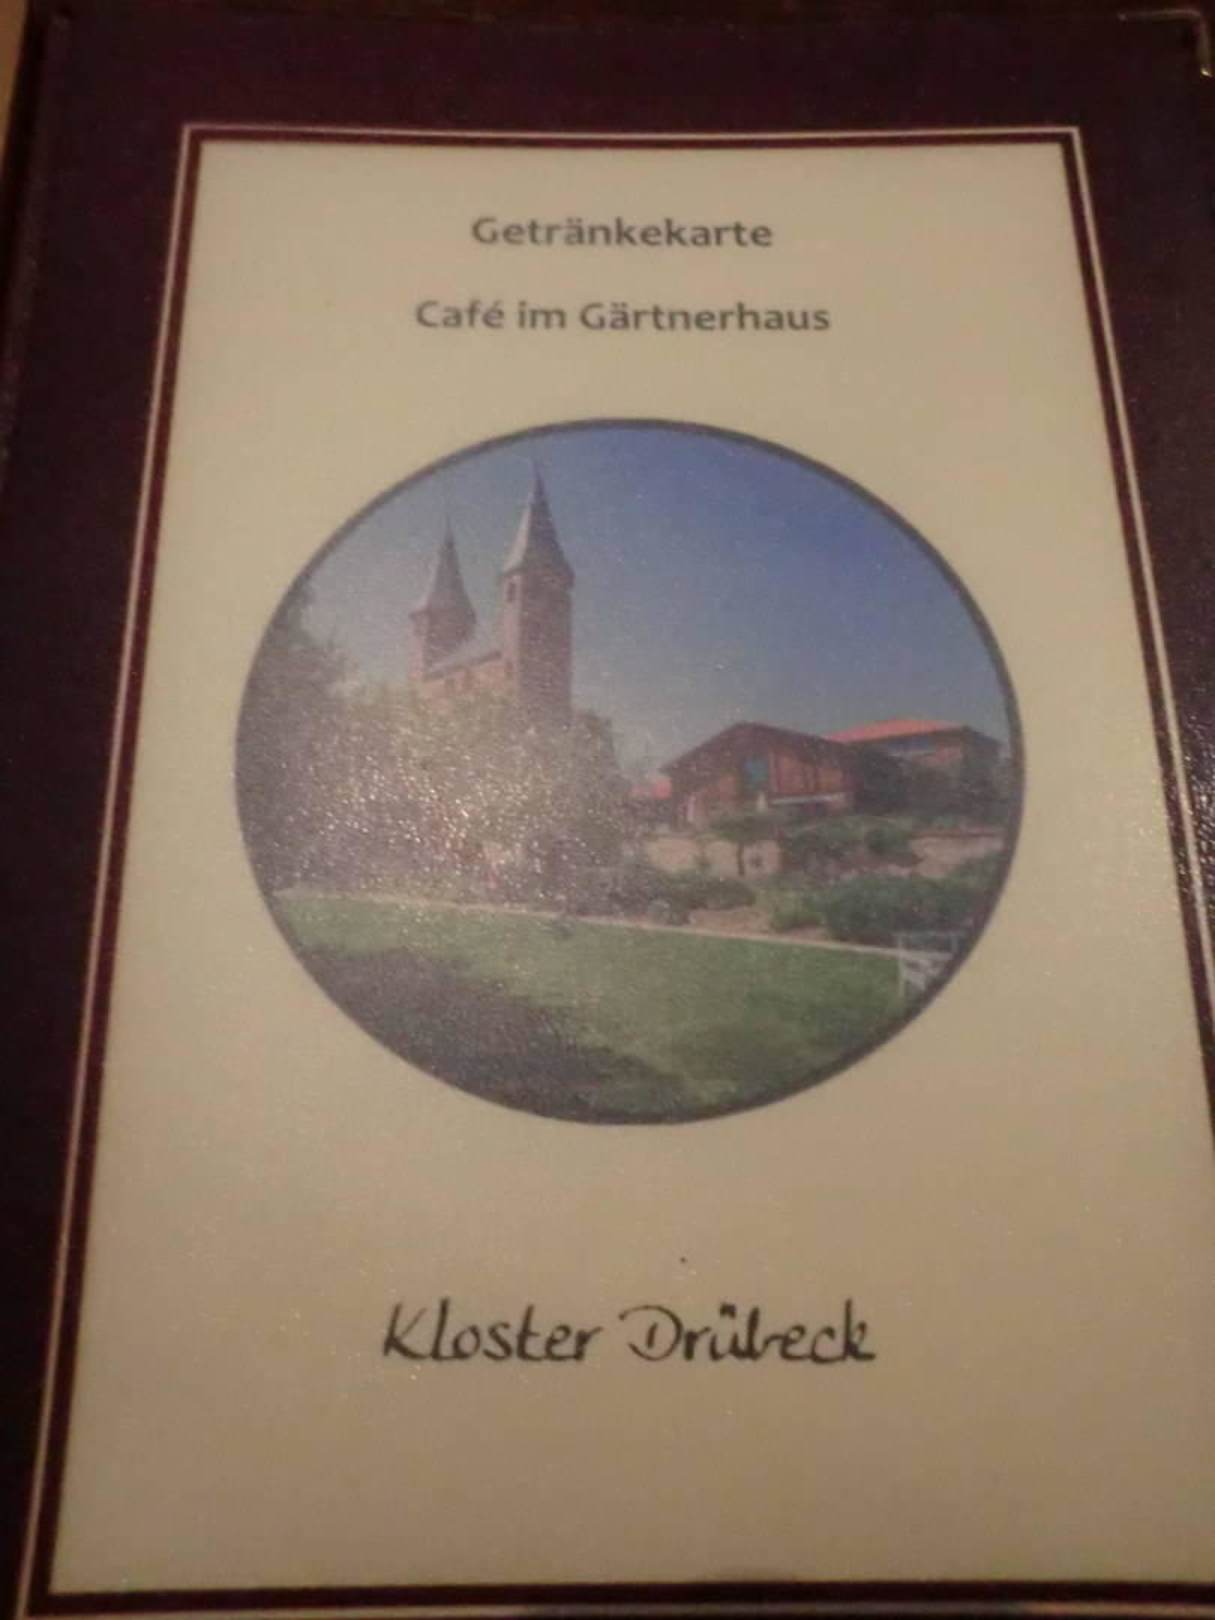 Getränkekarte
Café im Gärtnerhaus
Kloster Drübeck